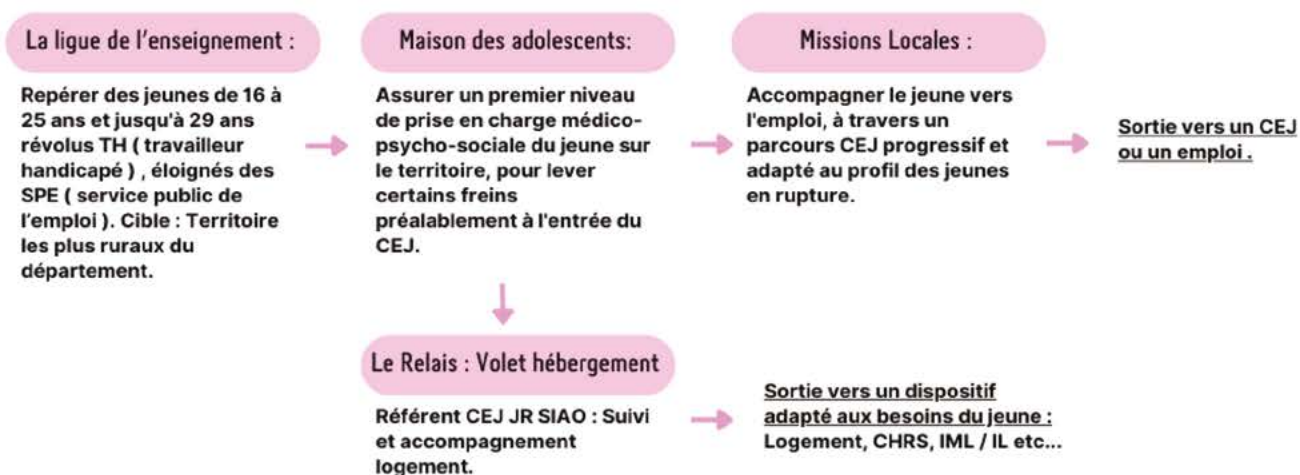 La ligue de l'enseignement :
Repérer des jeunes de 16 à
25 ans et jusqu'à 29 ans
révolus TH ( travailleur
handicapé ) , éloignés des
SPE ( service public de
l'emploi ). Cible : Territoire
les plus ruraux du
département.
Maison des adolescents:
Assurer un premier niveau
de prise en charge médico-
psycho-sociale du jeune sur
le territoire, pour lever
certains freins
préalablement à l'entrée du
CEJ.
Missions Locales :
Accompagner le jeune vers
l'emploi, à travers un
parcours CEJ progressif et
adapté au profil des jeunes
en rupture.
Sortie vers un CEJ
ou un emploi .
Le Relais : Volet hébergement
Référent CEJ JR SIAO : Suivi
et accompagnement
logement.
Sortie vers un dispositif
adapté aux besoins du jeune :
Logement, CHRS, IML / IL etc...